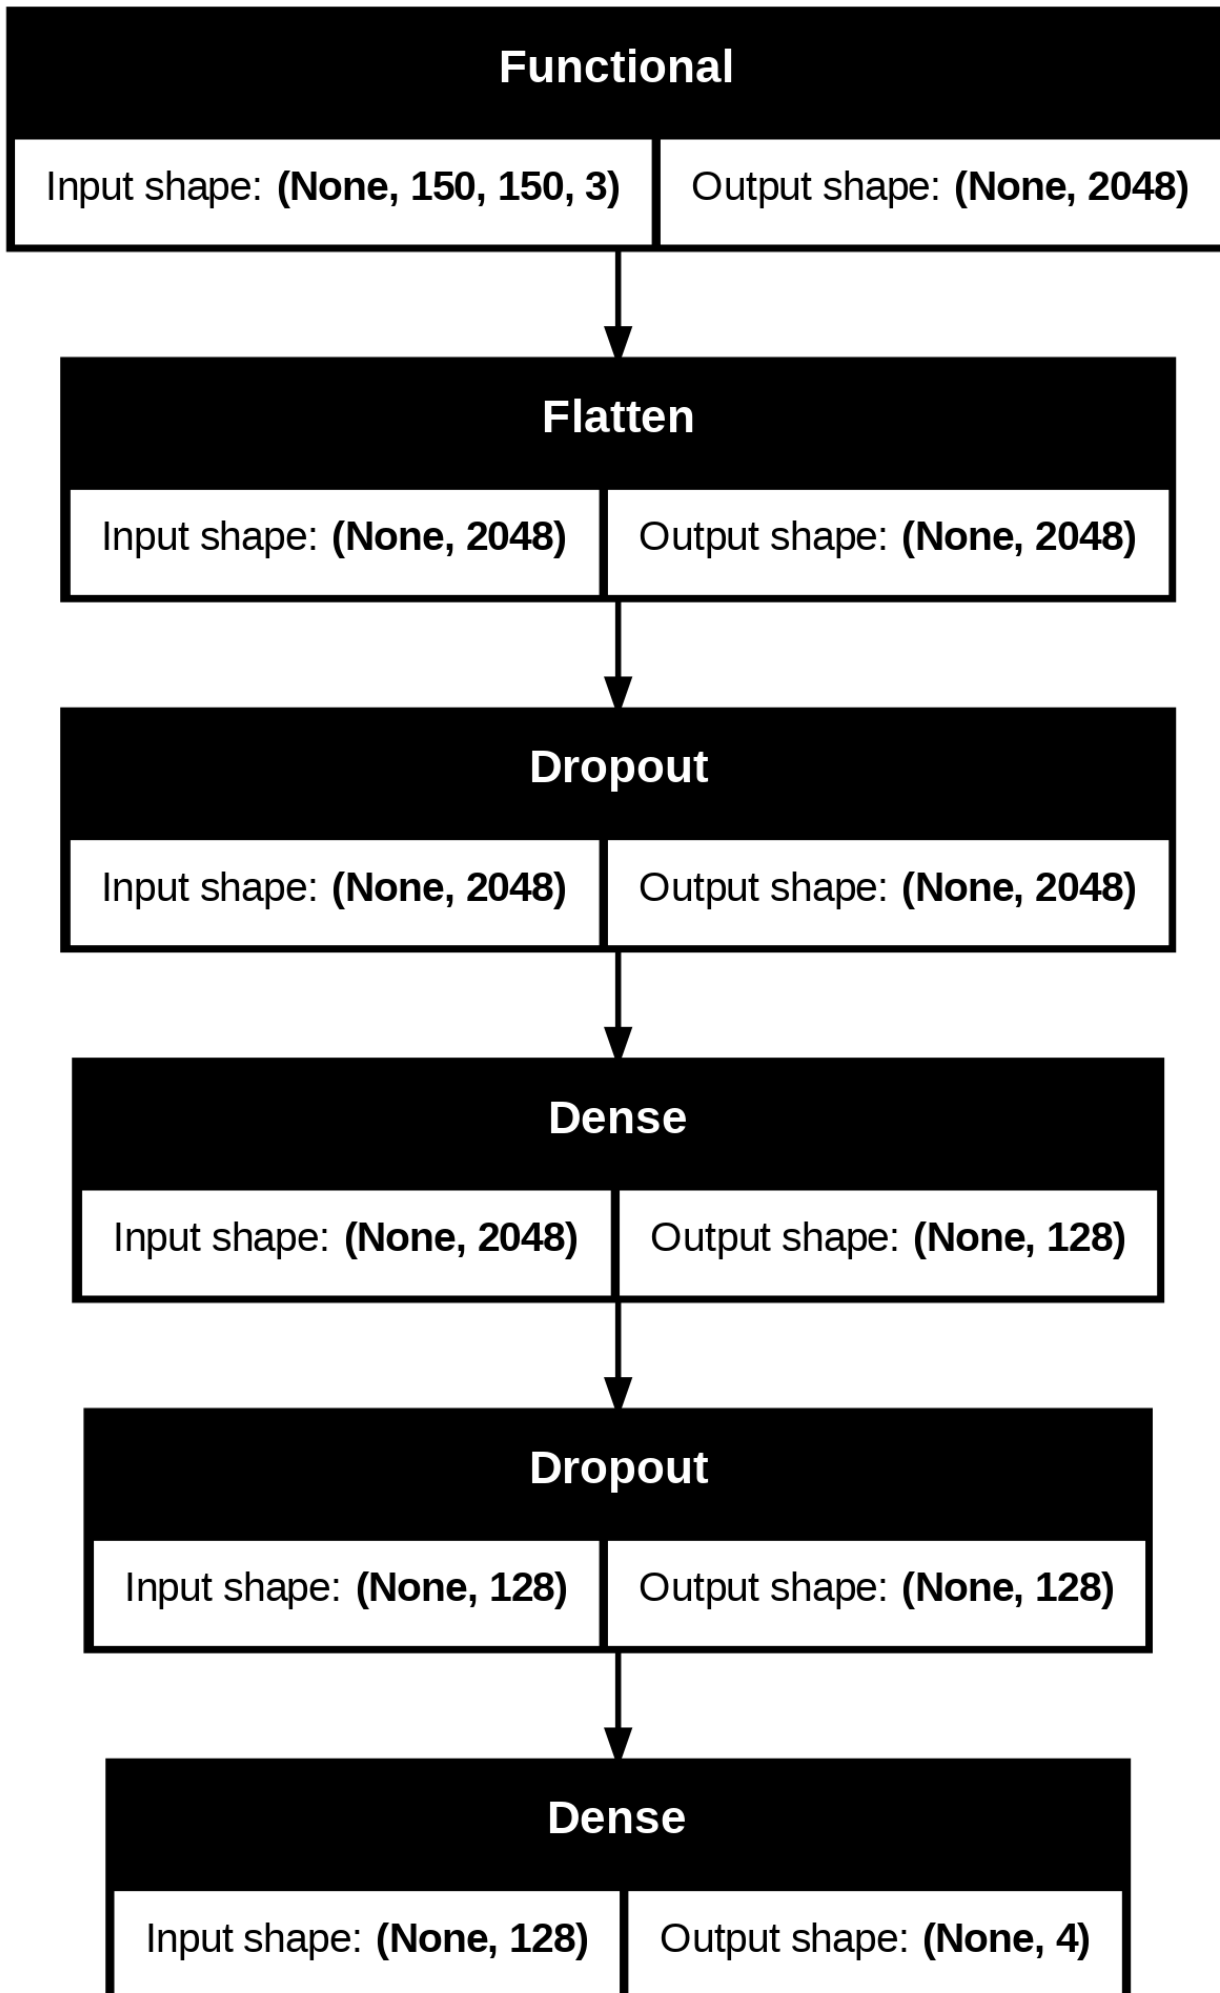 Functional
Input shape: (None, 150, 150, 3) Output shape: (None, 2048)
Flatten
Input shape: (None, 2048) Output shape: (None, 2048)
Dropout
Input shape: (None, 2048) Output shape: (None, 2048)
Dense
Input shape: (None, 2048) Output shape: (None, 128)
Dropout
Input shape: (None, 128) Output shape: (None, 128)
Dense
Input shape: (None, 128) Output shape: (None, 4)